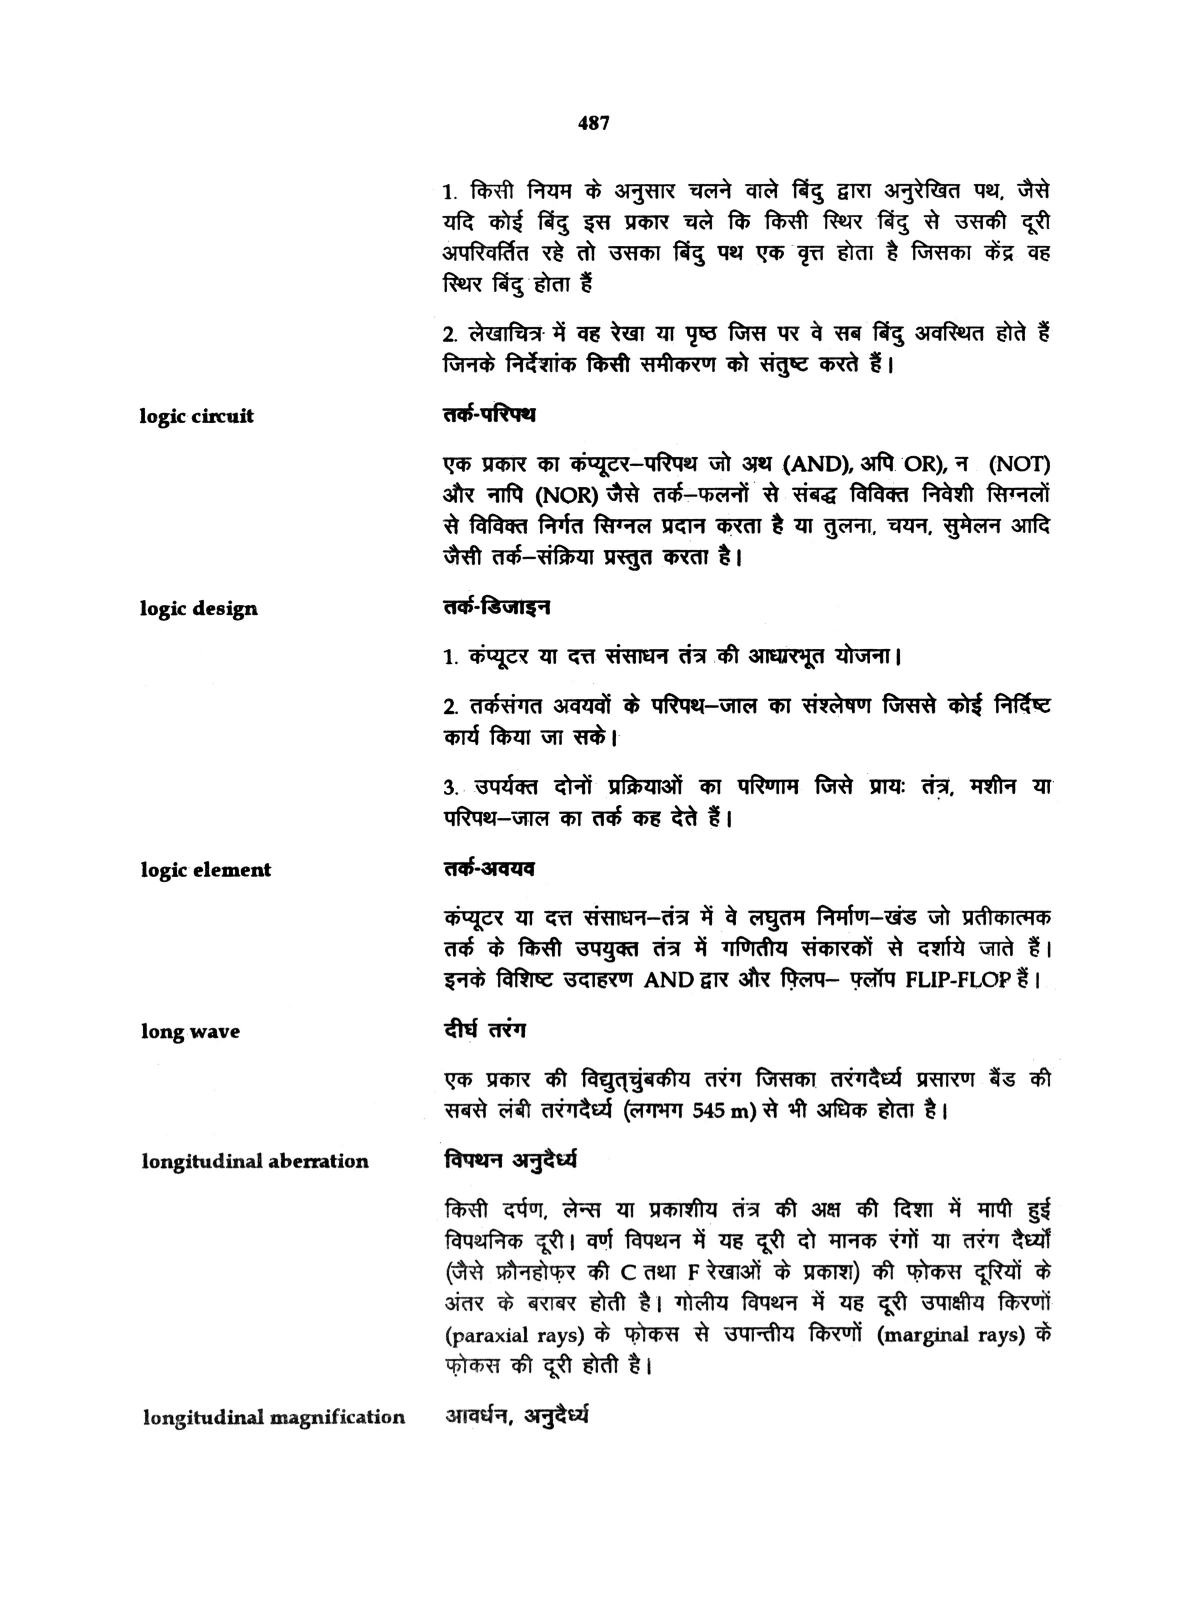 487
1. किसी नियम के अनुसार चलने वाले बिंदु द्वारा अनुरेखित पथ, जैसे
यदि कोई बिंदु इस प्रकार चले कि किसी स्थिर बिंदु से उसकी दूरी
अपरिवर्तित रहे तो उसका बिंदु पथ एक वृत्त होता है जिसका केंद्र वह
स्थिर बिंदु होता हैं
2. लेखाचित्र में वह रेखा या पृष्ठ जिस पर वे सब बिंदु अवस्थित होते हैं
जिनके निर्देशांक किसी समीकरण को संतुष्ट करते हैं।
logic circuit तर्क-परिपथ
एक प्रकार का कंप्यूटर–परिपथ जो अथ (AND), अपि OR), न (NOT)
और नापि (NOR) जैसे तर्क–फलनों से संबद्ध विविक्त निवेशी सिग्नलों
से विविक्त निर्गत सिग्नल प्रदान करता है या तुलना, चयन, सुमेलन आदि
जैसी तर्क–संक्रिया प्रस्तुत करता है।
logic design तर्क-डिजाइन
1. कंप्यूटर या दत्त संसाधन तंत्र की आधारभूत योजना।
2. तर्कसंगत अवयवों के परिपथ–जाल का संश्लेषण जिससे कोई निर्दिष्ट
कार्य किया जा सके।
3. उपर्यक्त दोनों प्रक्रियाओं का परिणाम जिसे प्रायः तंत्र, मशीन या
परिपथ–जाल का तर्क कह देते हैं।
logic element तर्क-अवयव
कंप्यूटर या दत्त संसाधन–तंत्र में वे लघुतम निर्माण–खंड जो प्रतीकात्मक
तर्क के किसी उपयुक्त तंत्र में गणितीय संकारकों से दर्शाये जाते हैं।
इनके विशिष्ट उदाहरण AND द्वार और फ़्लिप– फ़्लॉप FLIP-FLOP हैं।
long wave दीर्घ तरंग
एक प्रकार की विद्युत्चुंबकीय तरंग जिसका तरंगदैर्ध्य प्रसारण बैंड की
सबसे लंबी तरंगदैर्ध्य (लगभग 545 m) से भी अधिक होता है।
longitudinal aberration विपथन अनुदैर्ध्य
किसी दर्पण, लेन्स या प्रकाशीय तंत्र की अक्ष की दिशा में मापी हुई
विपथनिक दूरी। वर्ण विपथन में यह दूरी दो मानक रंगों या तरंग दैर्ध्यों
(जैसे फ्रौनहोफ़र की C तथा F रेखाओं के प्रकाश) की फ़ोकस दूरियों के
अंतर के बराबर होती है। गोलीय विपथन में यह दूरी उपाक्षीय किरणों
(paraxial rays) के फ़ोकस से उपान्तीय किरणों (marginal rays) के
फ़ोकस की दूरी होती है।
longitudinal magnification आवर्धन, अनुदैर्ध्य